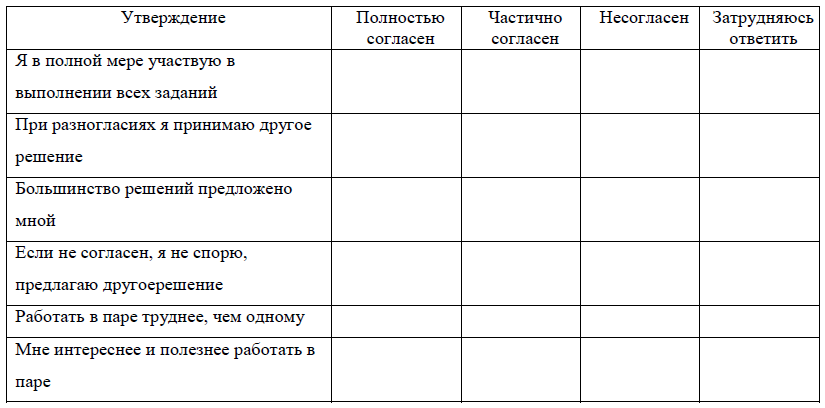 Утверждение Полностью согласен Частично согласен Несогласен Затрудняюсь ответить
Я в полной мере участвую в
выполнении всех заданий
При разногласиях я принимаю другое
решение
Большинство решений предложено
мной
Если не согласен, я не спорю,
предлагаю другоерешение
Работать в паре труднее, чем одному
Мне интереснее и полезнее работать в
паре